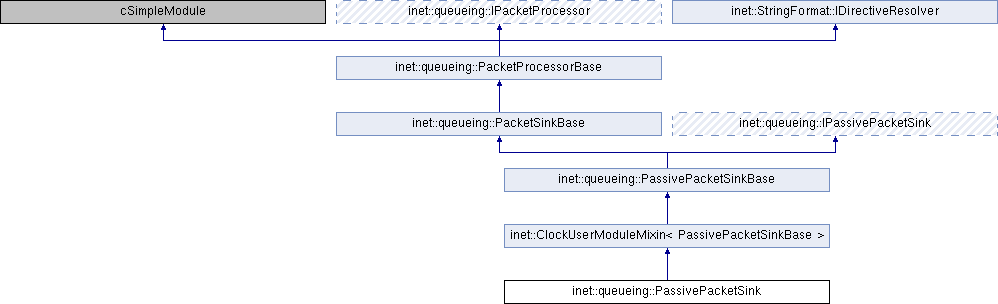 cSimpleModule
inet::queueing::IPacketProcessor
inet::StringFormat::IDirectiveResolver
inet::queueing::PacketProcessorBase
inet::queueing::PacketSinkBase
inet::queueing::IPassivePacketSink
inet::queueing::PassivePacketSinkBase
inet::ClockUserModuleMixin< PassivePacketSinkBase >
inet::queueing::PassivePacketSink